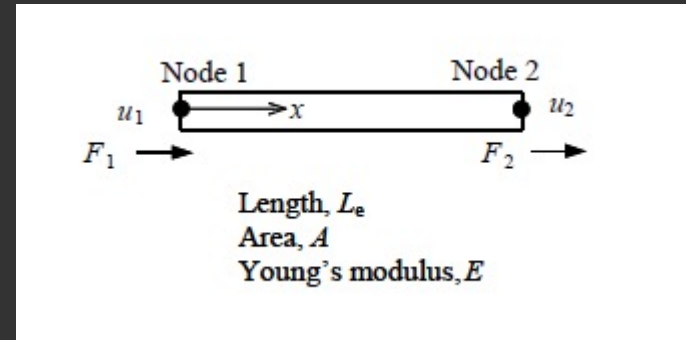 Node 1 Node 2
u1 x u2
F1 F2
Length, Le
Area, A
Young's modulus, E